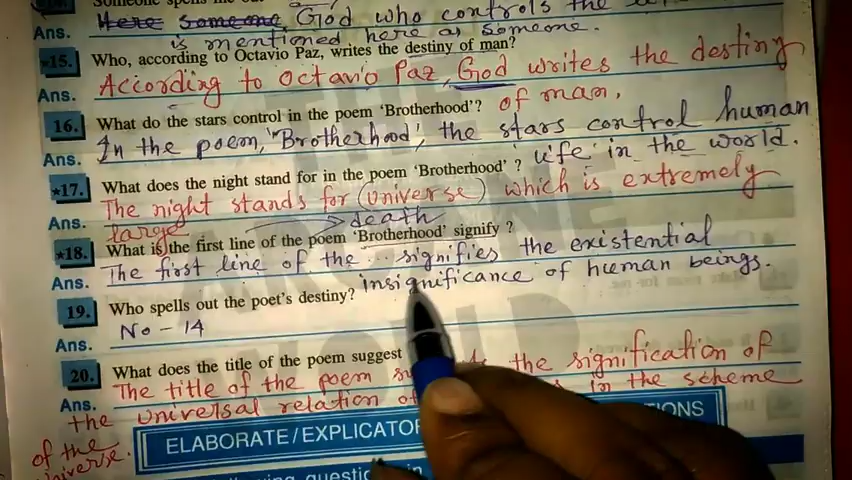 Here someone, God who controls the
Ans. is mentioned here as someone.
*15. Who, according to Octavio Paz, writes the destiny of man?
Ans. According to Octavio Paz, God writes the destiny
of man.
16. What do the stars control in the poem 'Brotherhood'?
Ans. In the poem, 'Brotherhood', the stars control human
life in the world.
*17. What does the night stand for in the poem 'Brotherhood' ?
Ans. The night stands for (universe) which is extremely
large → death
*18. What is the first line of the poem 'Brotherhood' signify ?
Ans. The first line of the ... signifies the existential
insignificance of human beings.
19. Who spells out the poet's destiny?
Ans. No - 14
20. What does the title of the poem suggest
Ans. The title of the poem the signification of
the universal relation of in the scheme
of the universe.
ELABORATE/EXPLICATO IONS